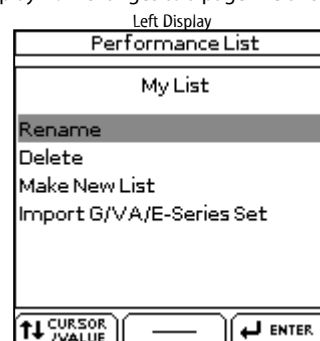 Left Display
Performance List
My List
Rename
Delete
Make New List
Import G/VA/E-Series Set
CURSOR
/VALUE
ENTER